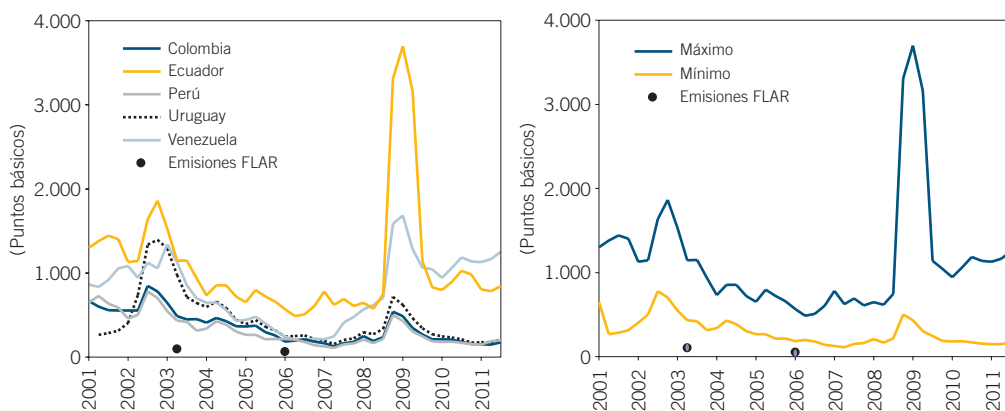 4.000
3.000
2.000
1.000
0
(Puntos básicos)
Colombia
Ecuador
Perú
Uruguay
Venezuela
Emisiones FLAR
2001
2002
2003
2004
2005
2006
2007
2008
2009
2010
2011
4.000
3.000
2.000
1.000
0
(Puntos básicos)
Máximo
Mínimo
Emisiones FLAR
2001
2002
2003
2004
2005
2006
2007
2008
2009
2010
2011